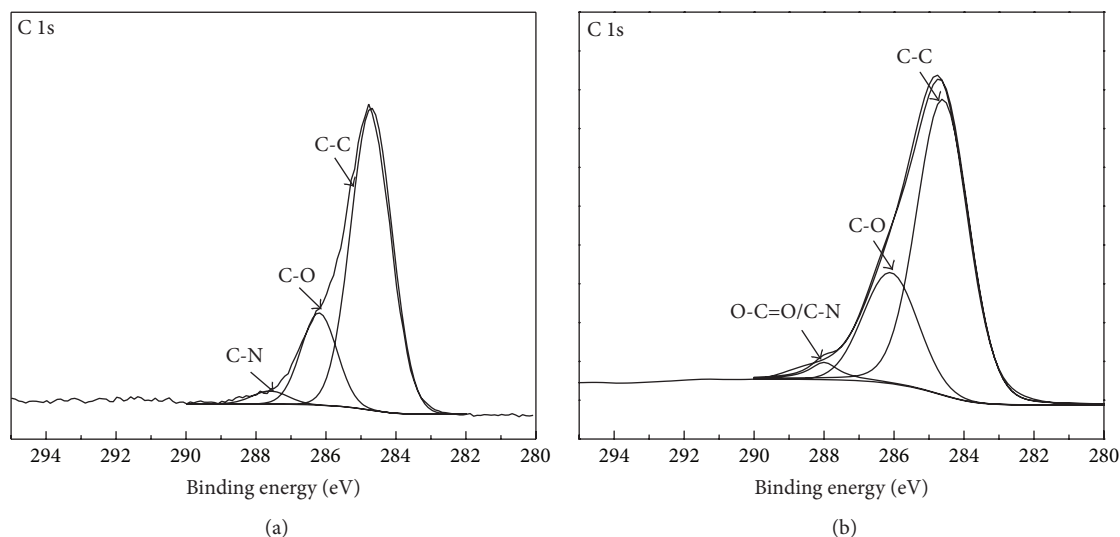 C 1s
C-C
C-O
C-N
294 292 290 288 286 284 282 280
Binding energy (eV)
(a)
C 1s
C-C
C-O
O-C=O/C-N
294 292 290 288 286 284 282 280
Binding energy (eV)
(b)